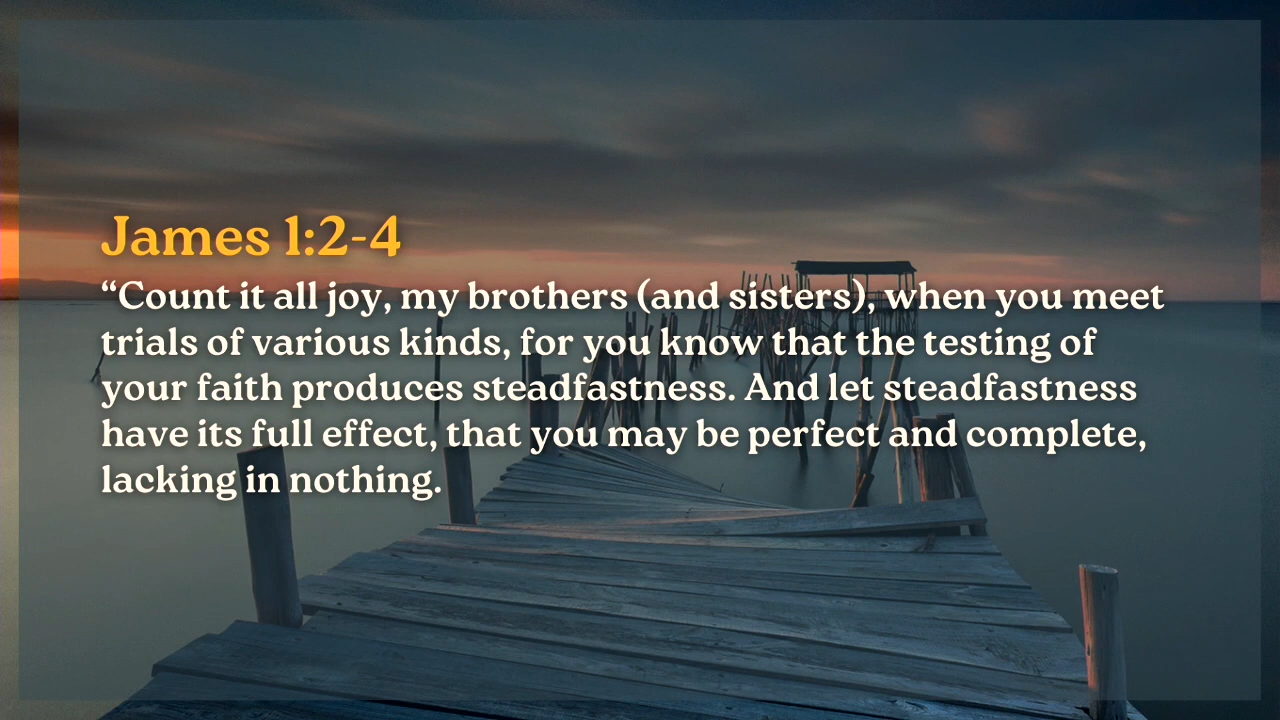 James 1:2-4
“Count it all joy, my brothers (and sisters), when you meet
trials of various kinds, for you know that the testing of
your faith produces steadfastness. And let steadfastness
have its full effect, that you may be perfect and complete,
lacking in nothing.